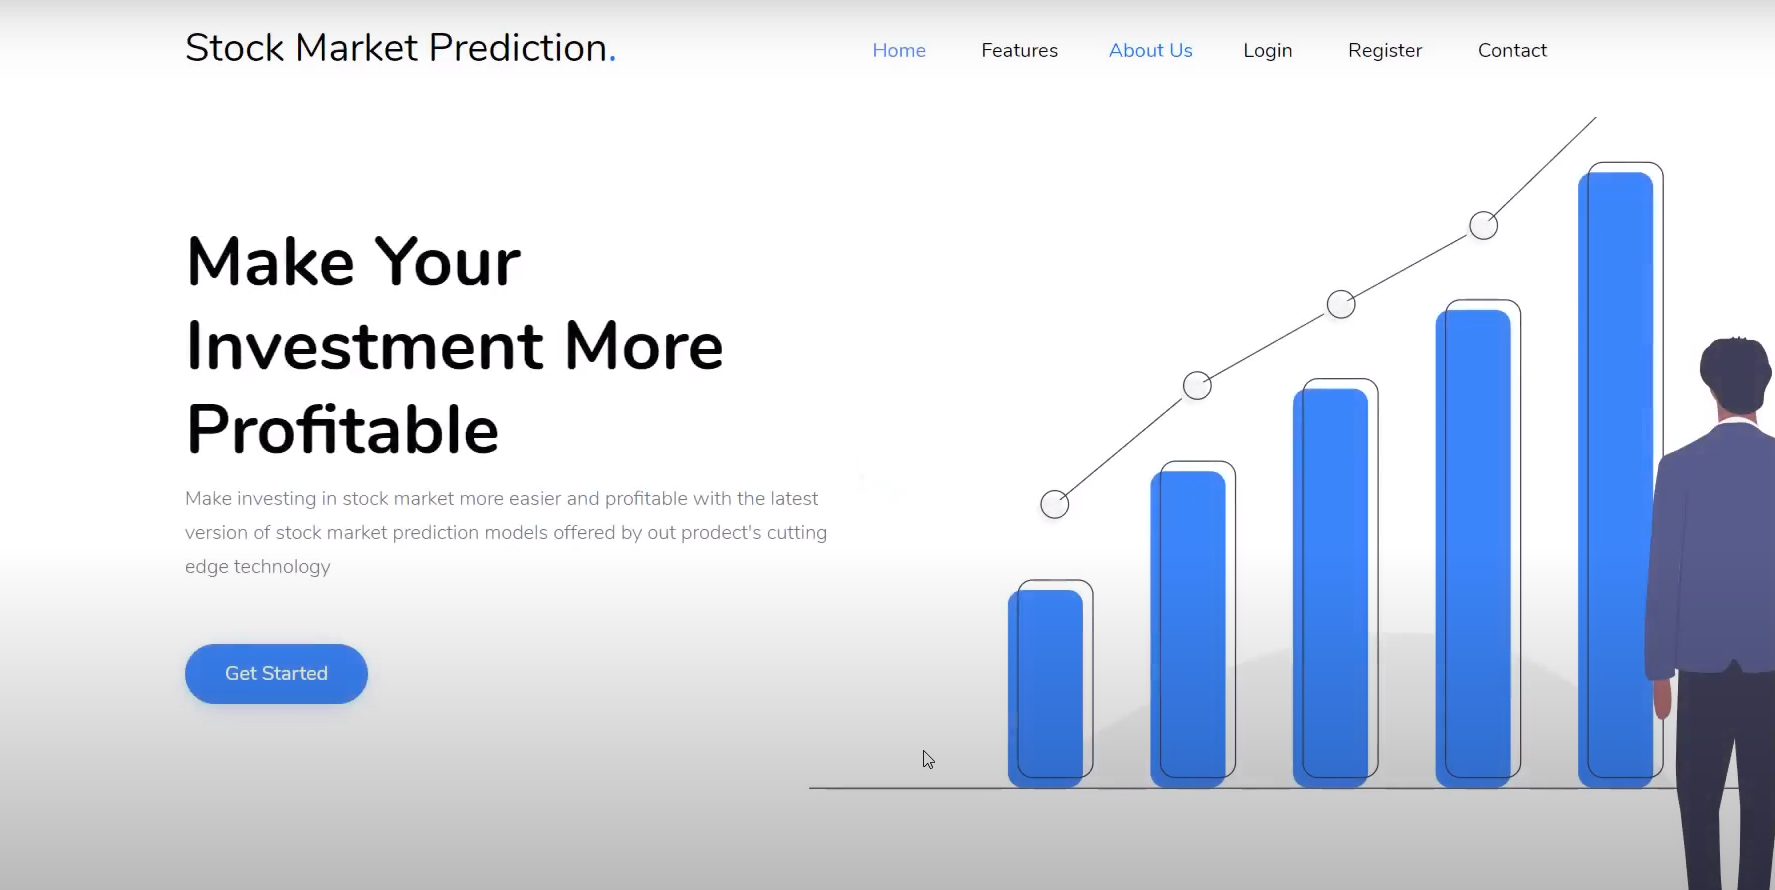 Stock Market Prediction.
Home Features About Us Login Register Contact
Make Your
Investment More
Profitable
Make investing in stock market more easier and profitable with the latest
version of stock market prediction models offered by out prodect's cutting
edge technology
Get Started